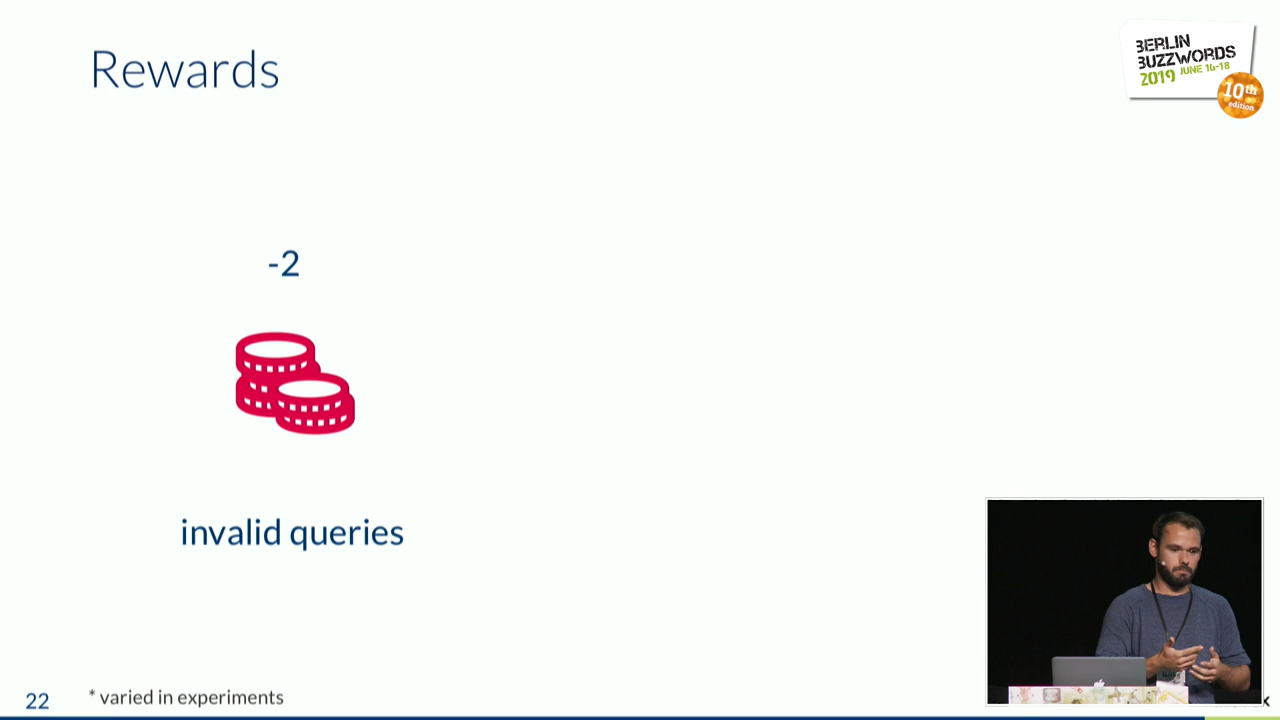 Rewards
BERLIN
BUZZWORDS
2019 JUNE 16-18
10th
edition
-2
invalid queries
22
* varied in experiments